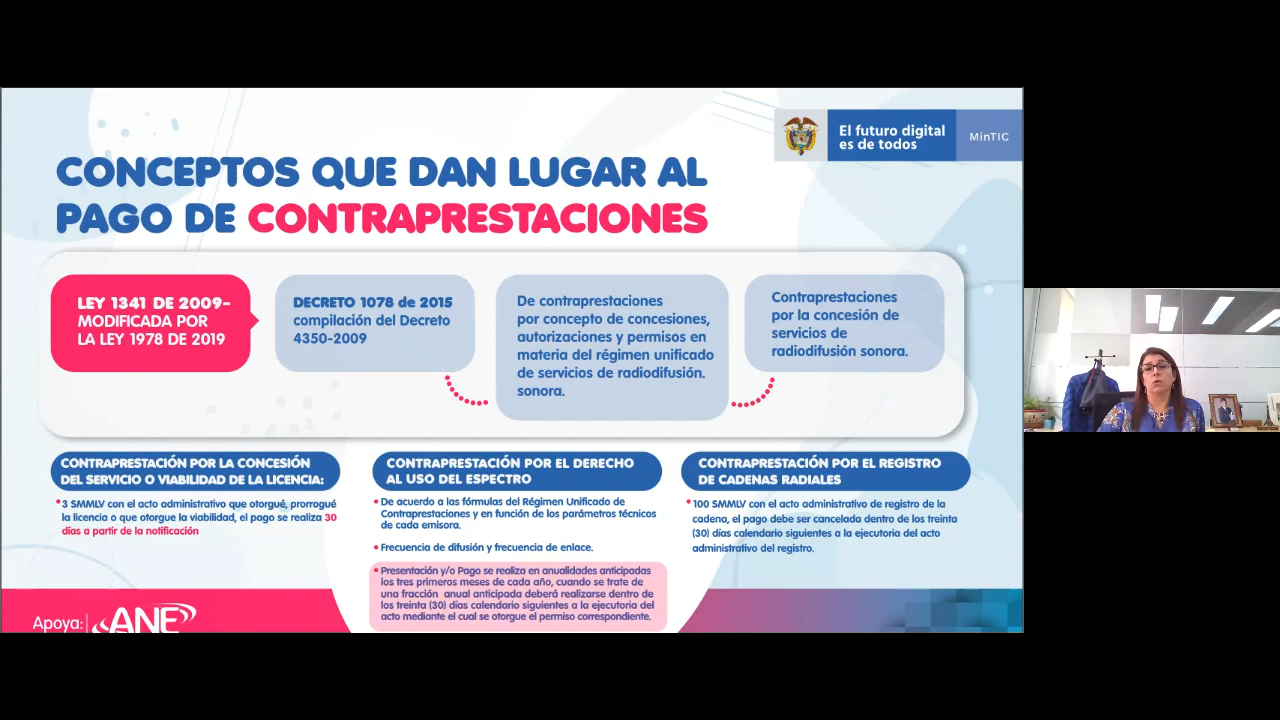 El futuro digital
es de todos
MinTIC
CONCEPTOS QUE DAN LUGAR AL
PAGO DE CONTRAPRESTACIONES
LEY 1341 DE 2009-
MODIFICADA POR
LA LEY 1978 DE 2019
DECRETO 1078 de 2015
compilación del Decreto
4350-2009
De contraprestaciones
por concepto de concesiones,
autorizaciones y permisos en
materia del régimen unificado
de servicios de radiodifusión.
sonora.
Contraprestaciones
por la concesión de
servicios de
radiodifusión sonora.
CONTRAPRESTACIÓN POR LA CONCESIÓN
DEL SERVICIO O VIABILIDAD DE LA LICENCIA:
•3 SMMLV con el acto administrativo que otorgué, prorrogué
la licencia o que otorgue la viabilidad, el pago se realiza 30
días a partir de la notificación
CONTRAPRESTACIÓN POR EL DERECHO
AL USO DEL ESPECTRO
•De acuerdo a las fórmulas del Régimen Unificado de
Contraprestaciones y en función de los parámetros técnicos
de cada emisora.
•Frecuencia de difusión y frecuencia de enlace.
•Presentación y/o Pago se realiza en anualidades anticipadas
los tres primeros meses de cada año, cuando se trate de
una fracción anual anticipada deberá realizarse dentro de
los treinta (30) días calendario siguientes a la ejecutoria del
acto mediante el cual se otorgue el permiso correspondiente.
CONTRAPRESTACIÓN POR EL REGISTRO
DE CADENAS RADIALES
•100 SMMLV con el acto administrativo de registro de la
cadena, el pago debe ser cancelada dentro de los treinta
(30) días calendario siguientes a la ejecutoria del acto
administrativo del registro.
Apoya:
ANE